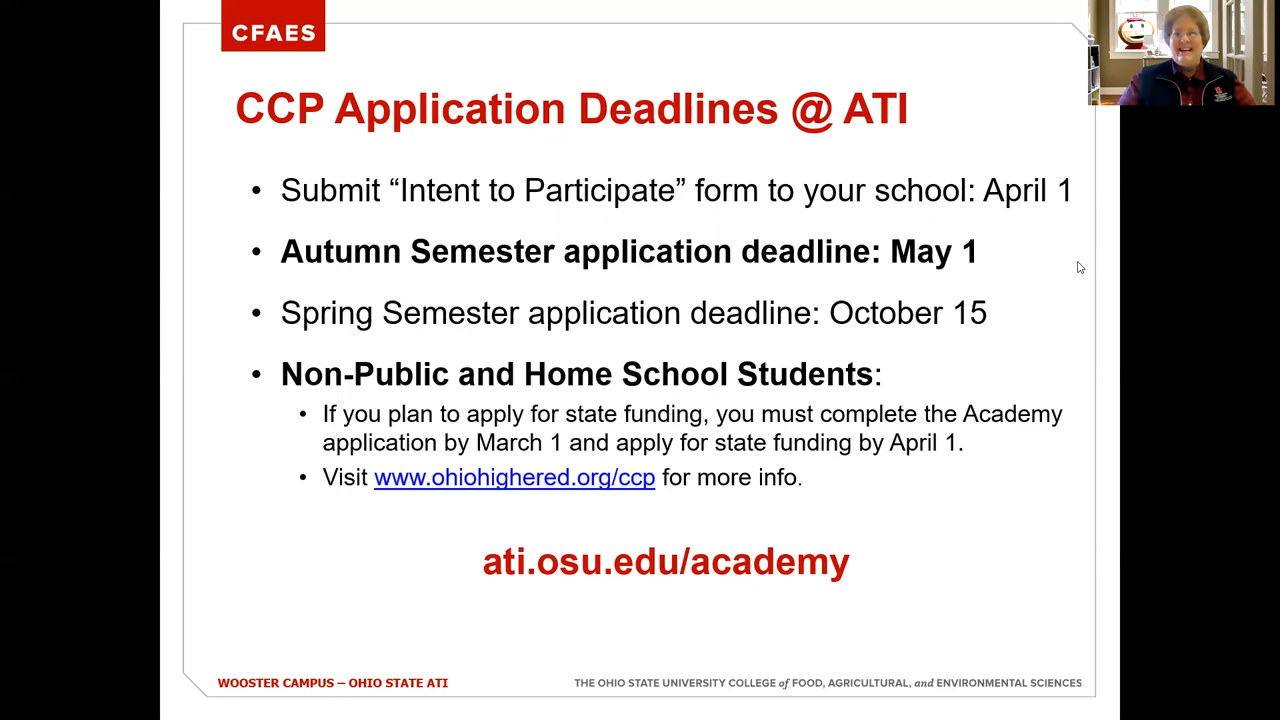 CFAES
CCP Application Deadlines @ ATI
• Submit “Intent to Participate” form to your school: April 1
• Autumn Semester application deadline: May 1
• Spring Semester application deadline: October 15
• Non-Public and Home School Students:
• If you plan to apply for state funding, you must complete the Academy
application by March 1 and apply for state funding by April 1.
• Visit www.ohiohighered.org/ccp for more info.
ati.osu.edu/academy
WOOSTER CAMPUS – OHIO STATE ATI
THE OHIO STATE UNIVERSITY COLLEGE of FOOD, AGRICULTURAL, and ENVIRONMENTAL SCIENCES